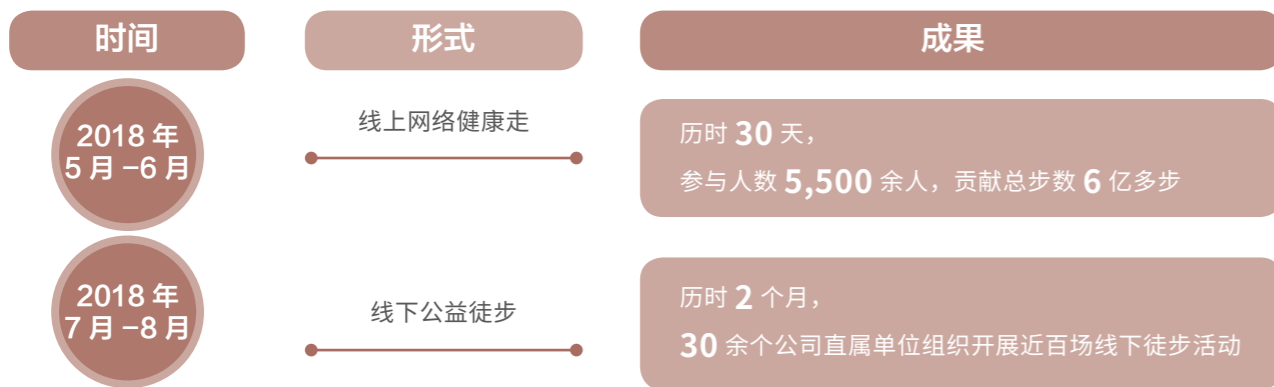 时间
形式
成果
2018 年
5 月 –6 月
线上网络健康走
历时 30 天，
参与人数 5,500 余人，贡献总步数 6 亿多步
2018 年
7 月 –8 月
线下公益徒步
历时 2 个月，
30 余个公司直属单位组织开展近百场线下徒步活动